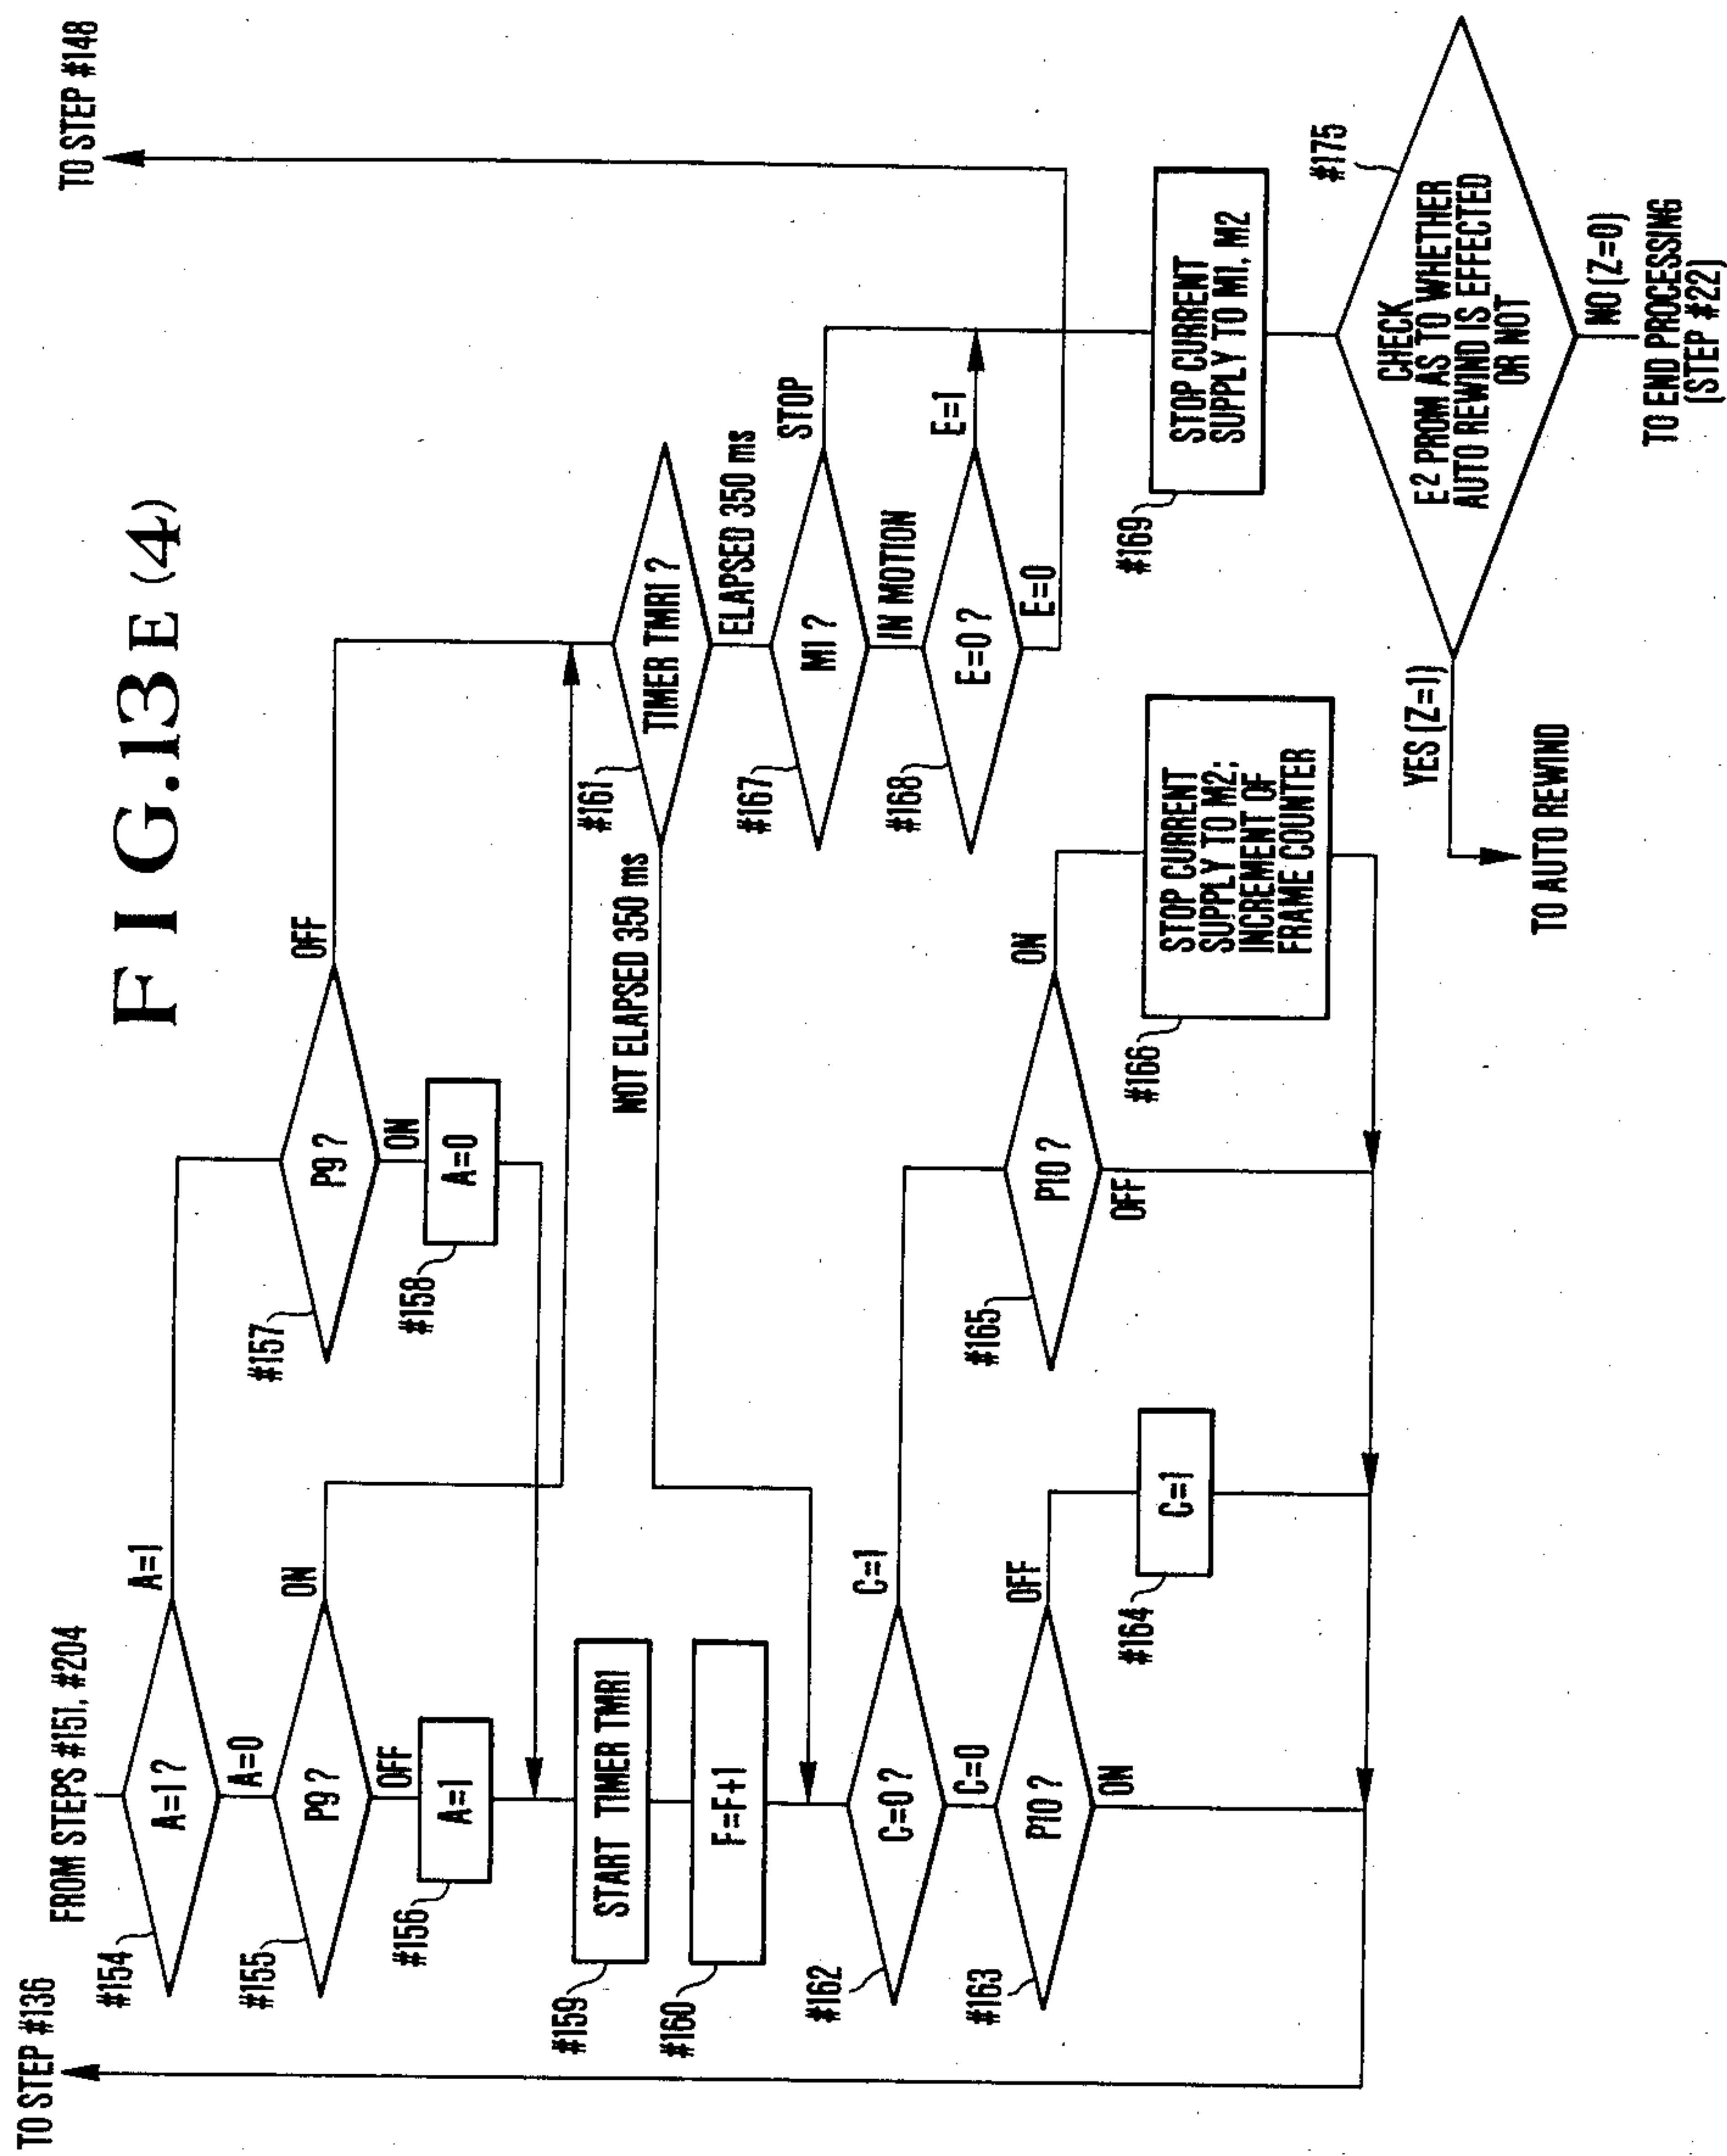 FIG.13E(4)
TO STEP #136
FROM STEPS #151, #204
TO STEP #148
#154
A=1?
A=1
A=0
#155
P9?
ON
OFF
#156
A=1
#157
P9?
OFF
ON
#158
A=0
#159
START TIMER TMR1
#160
F=F+1
#161
TIMER TMR1?
NOT ELAPSED 350 ms
ELAPSED 350 ms
#167
M1?
STOP
IN MOTION
#168
E=0?
E=1
E=0
#162
C=0?
C=1
C=0
#163
P10?
OFF
ON
#164
C=1
#165
P10?
ON
OFF
#166
STOP CURRENT
SUPPLY TO M2;
INCREMENT OF
FRAME COUNTER
#169
STOP CURRENT
SUPPLY TO M1, M2
#175
CHECK
E2 PROM AS TO WHETHER
AUTO REWIND IS EFFECTED
OR NOT
YES (Z=1)
TO AUTO REWIND
NO (Z=0)
TO END PROCESSING
(STEP #22)